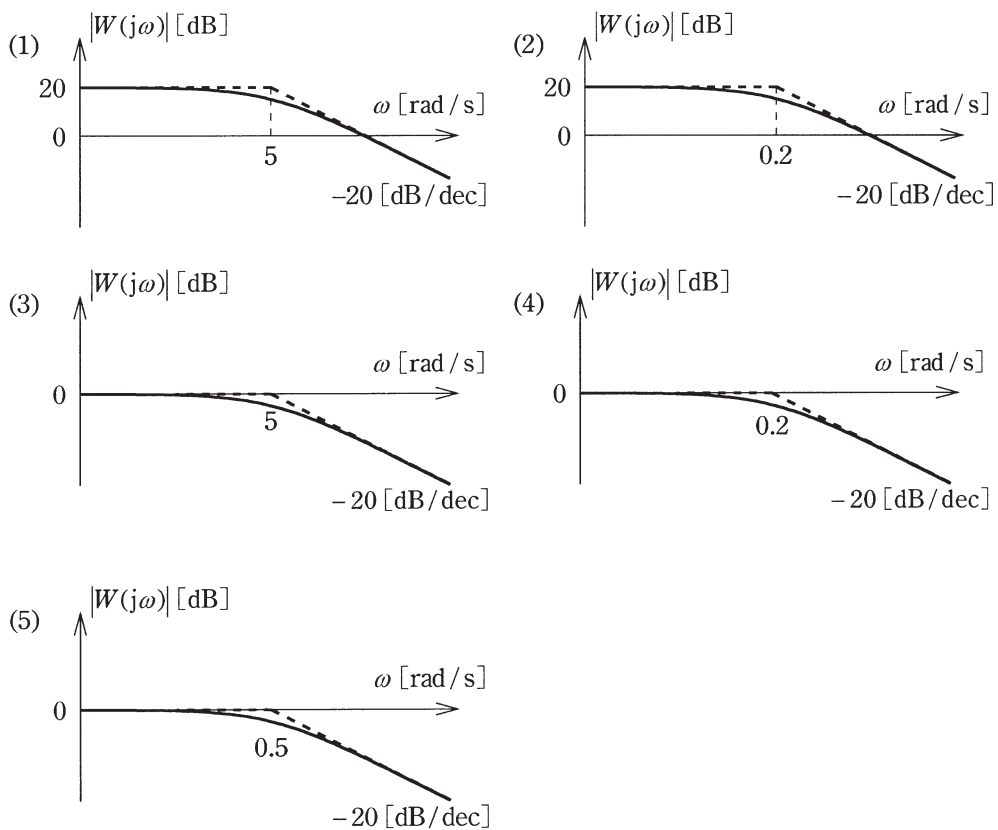 (1)
|W(jω)| [dB]
20
0
ω [rad/s]
5
−20 [dB/dec]
(2)
|W(jω)| [dB]
20
0
ω [rad/s]
0.2
−20 [dB/dec]
(3)
|W(jω)| [dB]
0
ω [rad/s]
5
−20 [dB/dec]
(4)
|W(jω)| [dB]
0
ω [rad/s]
0.2
−20 [dB/dec]
(5)
|W(jω)| [dB]
0
ω [rad/s]
0.5
−20 [dB/dec]